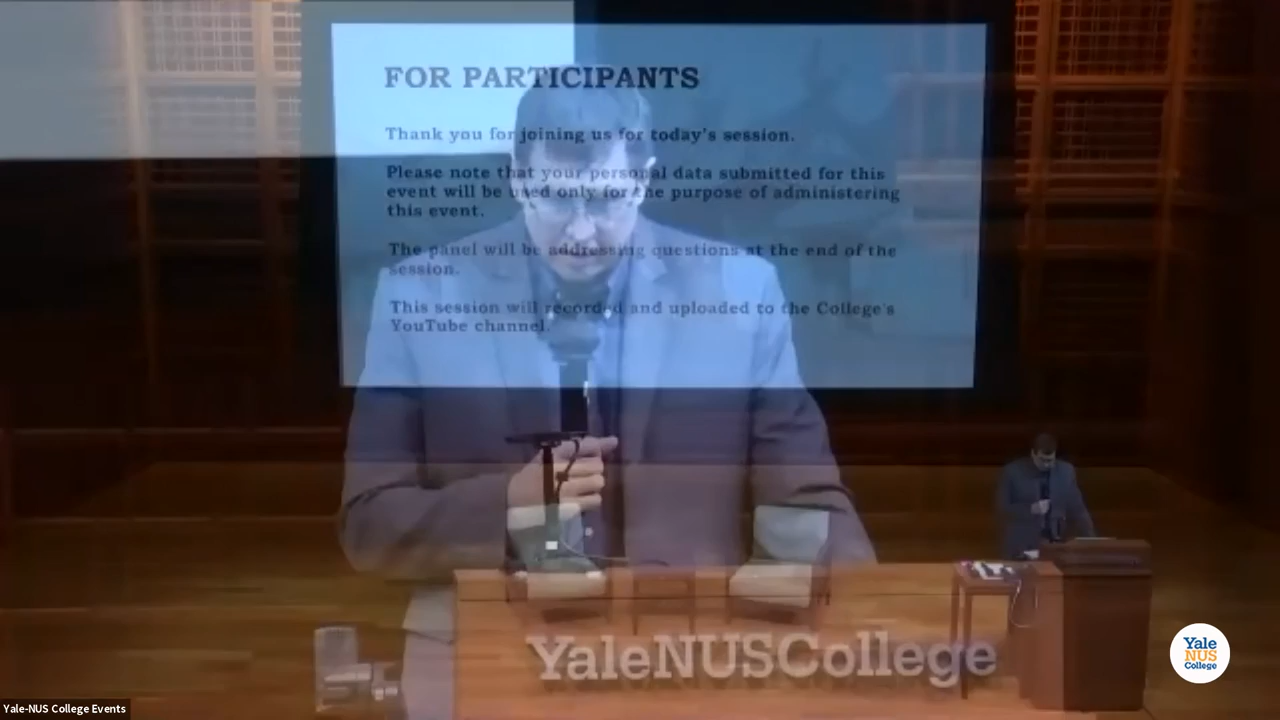 FOR PARTICIPANTS
Thank you for joining us for today's session.
Please note that your personal data submitted for this
event will be used only for the purpose of administering
this event.
The panel will be addressing questions at the end of the
session.
This session will recorded and uploaded to the College's
YouTube channel.
YaleNUSCollege
Yale
NUS
College
Yale-NUS College Events